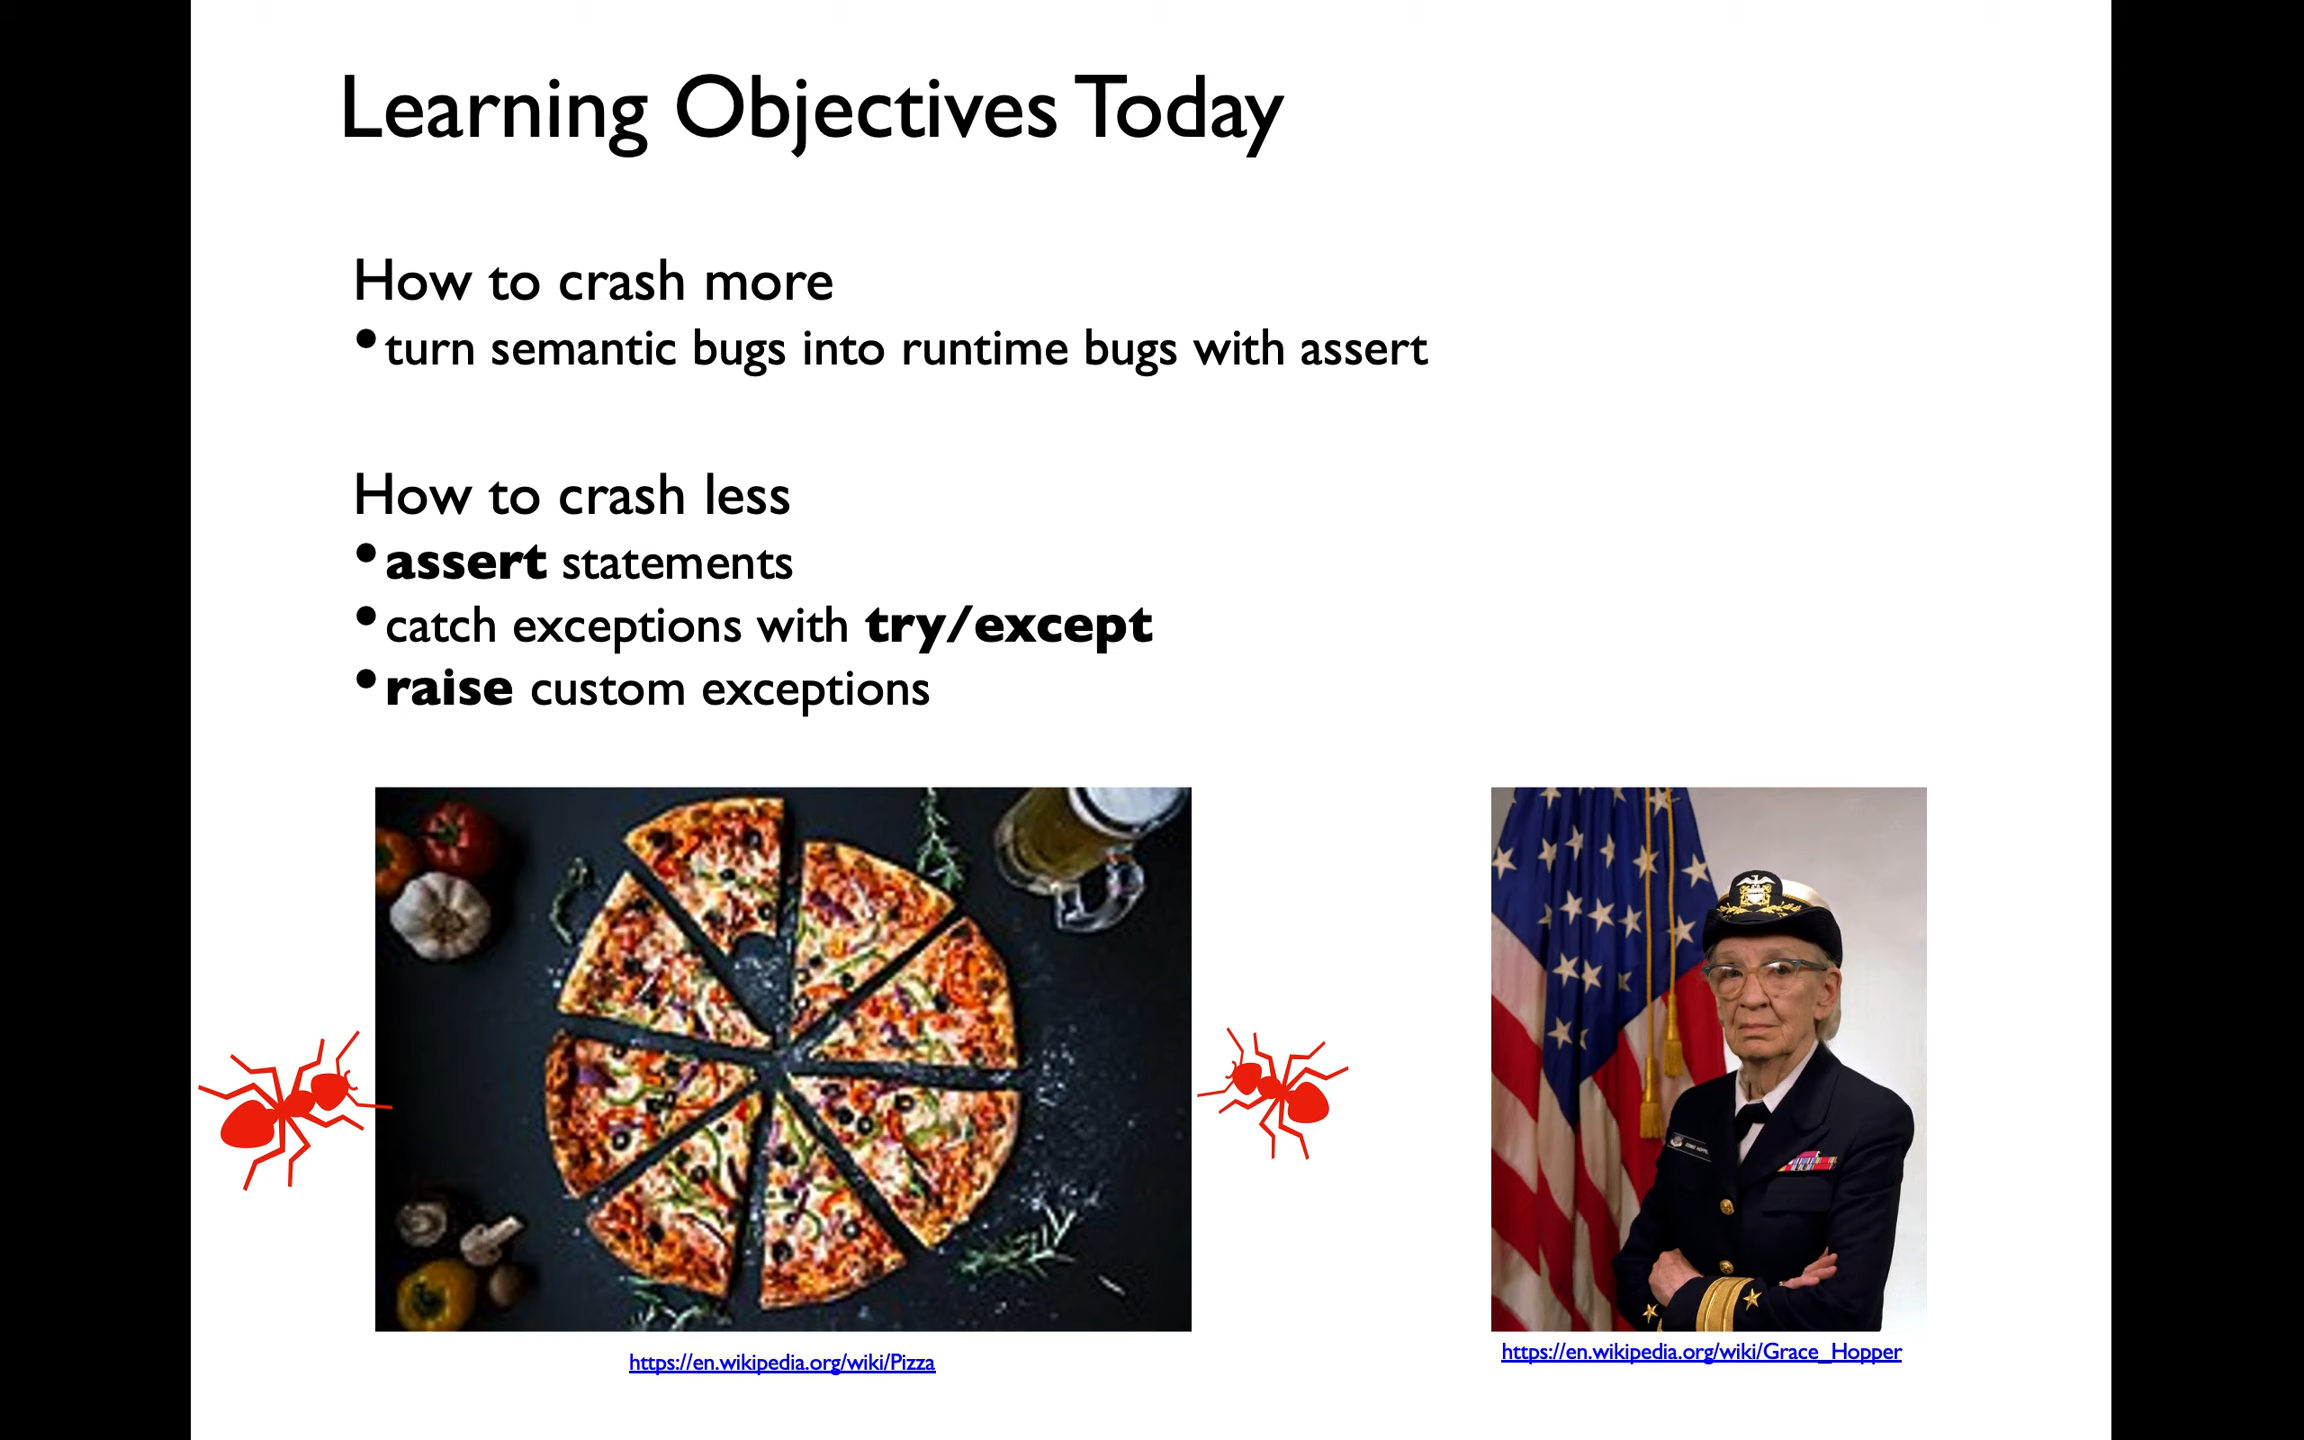 Learning Objectives Today
How to crash more
•turn semantic bugs into runtime bugs with assert
How to crash less
•assert statements
•catch exceptions with try/except
•raise custom exceptions
https://en.wikipedia.org/wiki/Pizza
https://en.wikipedia.org/wiki/Grace_Hopper